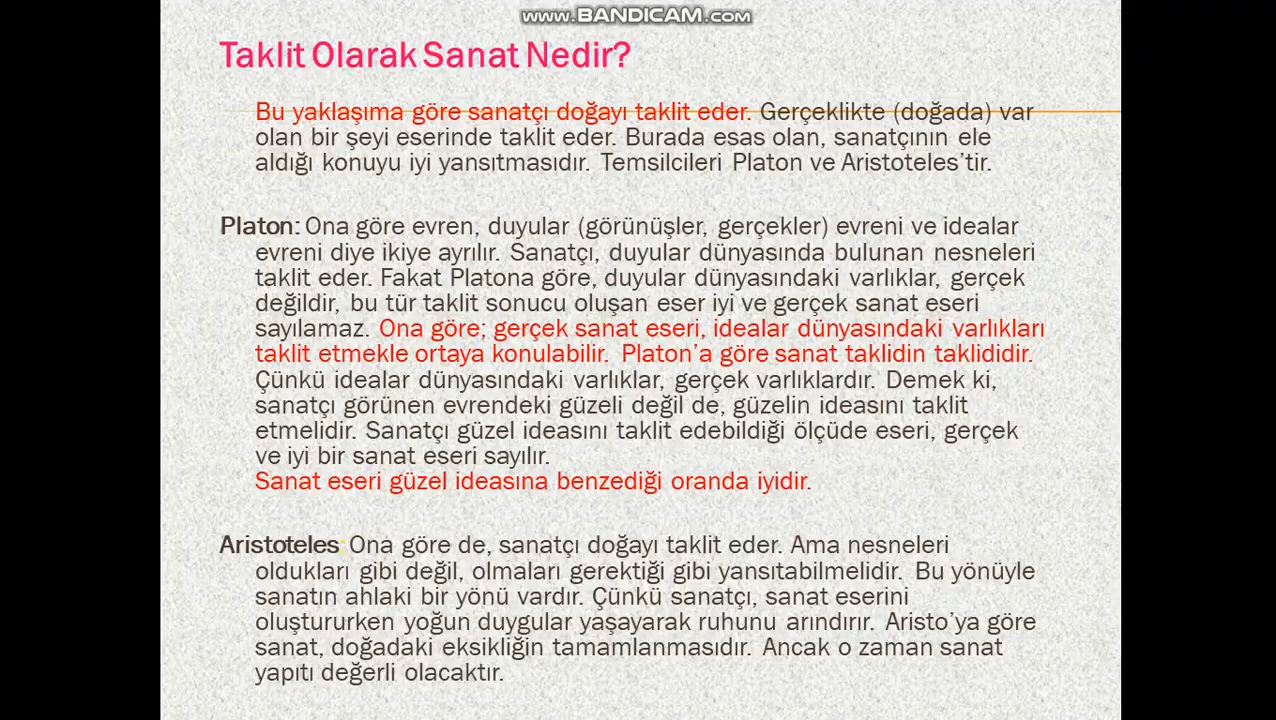 www.BANDICAM.com
Taklit Olarak Sanat Nedir?
Bu yaklaşıma göre sanatçı doğayı taklit eder. Gerçeklikte (doğada) var
olan bir şeyi eserinde taklit eder. Burada esas olan, sanatçının ele
aldığı konuyu iyi yansıtmasıdır. Temsilcileri Platon ve Aristoteles’tir.
Platon: Ona göre evren, duyular (görünüşler, gerçekler) evreni ve idealar
evreni diye ikiye ayrılır. Sanatçı, duyular dünyasında bulunan nesneleri
taklit eder. Fakat Platona göre, duyular dünyasındaki varlıklar, gerçek
değildir, bu tür taklit sonucu oluşan eser iyi ve gerçek sanat eseri
sayılamaz. Ona göre; gerçek sanat eseri, idealar dünyasındaki varlıkları
taklit etmekle ortaya konulabilir. Platon’a göre sanat taklidin taklididir.
Çünkü idealar dünyasındaki varlıklar, gerçek varlıklardır. Demek ki,
sanatçı görünen evrendeki güzeli değil de, güzelin ideasını taklit
etmelidir. Sanatçı güzel ideasını taklit edebildiği ölçüde eseri, gerçek
ve iyi bir sanat eseri sayılır.
Sanat eseri güzel ideasına benzediği oranda iyidir.
Aristoteles: Ona göre de, sanatçı doğayı taklit eder. Ama nesneleri
oldukları gibi değil, olmaları gerektiği gibi yansıtabilmelidir. Bu yönüyle
sanatın ahlaki bir yönü vardır. Çünkü sanatçı, sanat eserini
oluştururken yoğun duygular yaşayarak ruhunu arındırır. Aristo’ya göre
sanat, doğadaki eksikliğin tamamlanmasıdır. Ancak o zaman sanat
yapıtı değerli olacaktır.